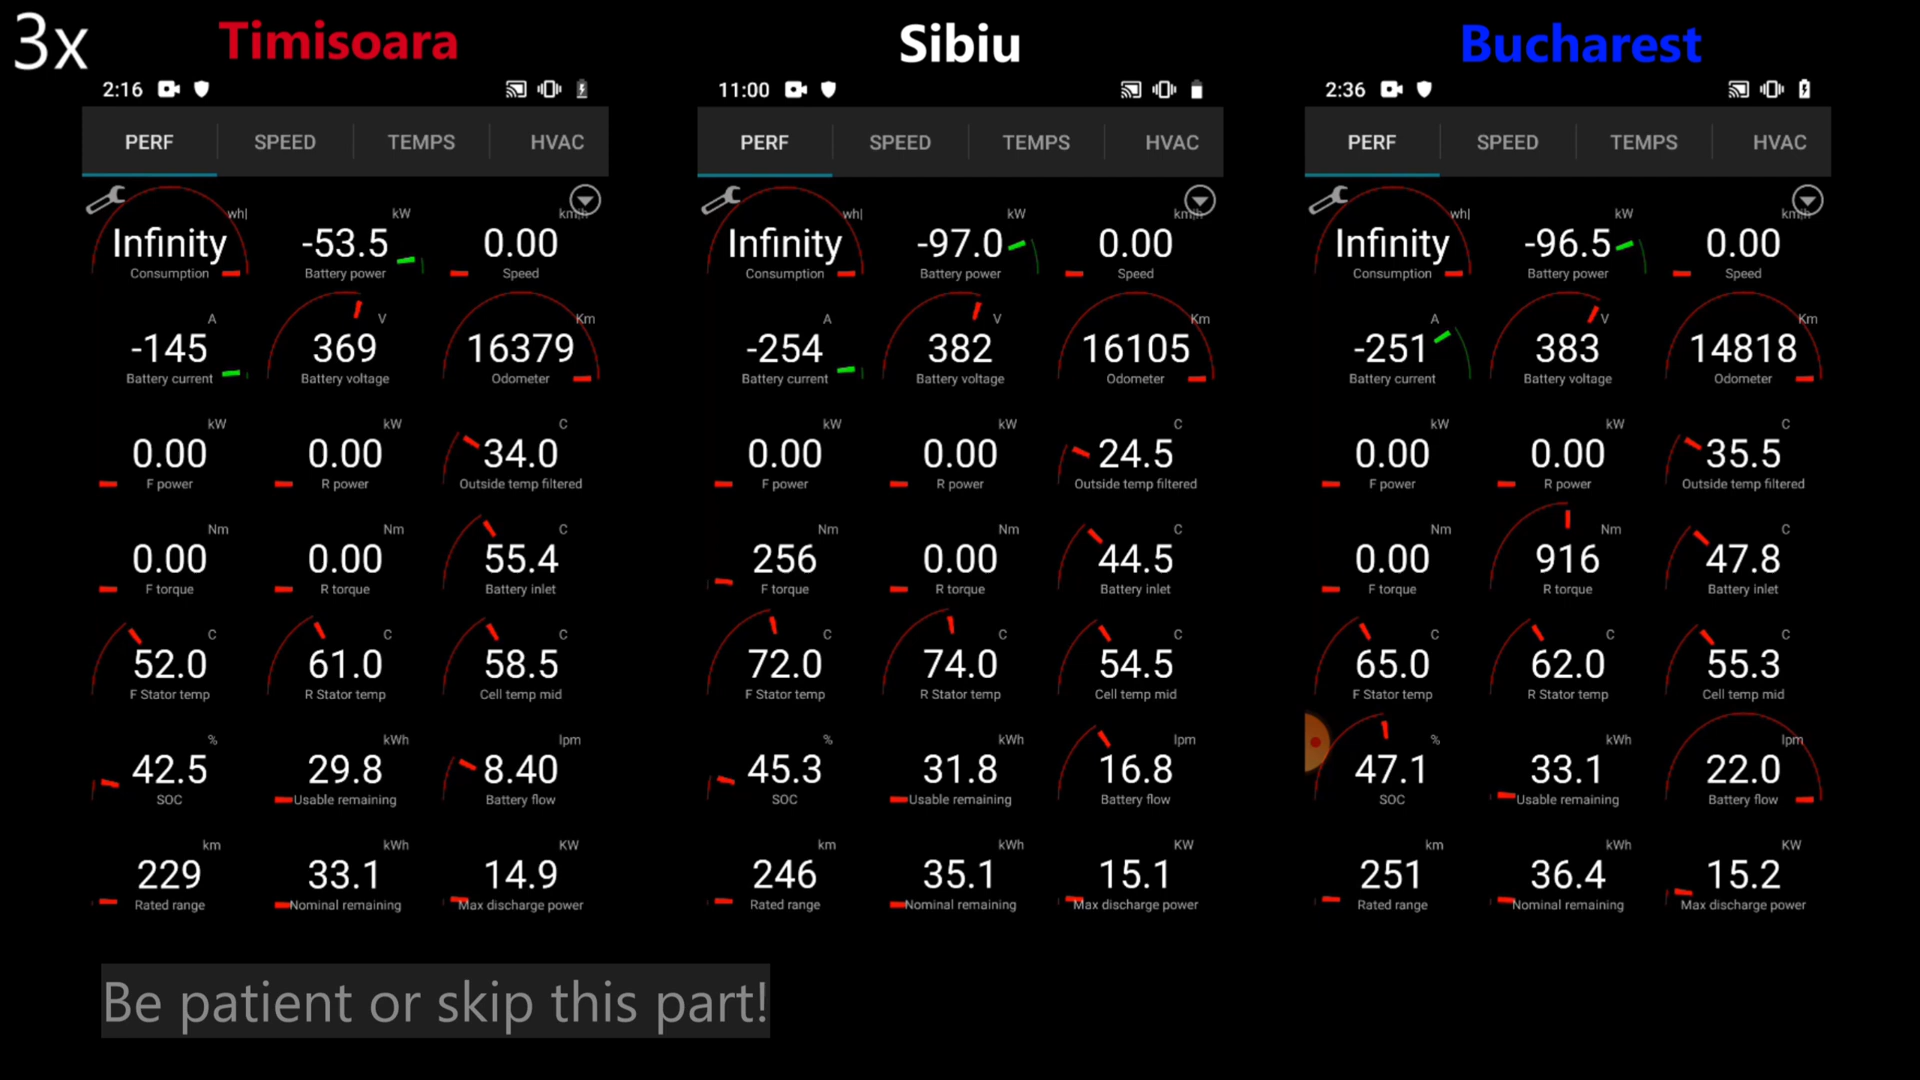 3x
Timisoara
Sibiu
Bucharest
2:16
11:00
2:36
PERF SPEED TEMPS HVAC
PERF SPEED TEMPS HVAC
PERF SPEED TEMPS HVAC
wh| kW km|h
Infinity -53.5 0.00
Consumption Battery power Speed
A V Km
-145 369 16379
Battery current Battery voltage Odometer
kW kW C
0.00 0.00 34.0
F power R power Outside temp filtered
Nm Nm C
0.00 0.00 55.4
F torque R torque Battery inlet
C C C
52.0 61.0 58.5
F Stator temp R Stator temp Cell temp mid
% kWh lpm
42.5 29.8 8.40
SOC Usable remaining Battery flow
km kWh KW
229 33.1 14.9
Rated range Nominal remaining Max discharge power
wh| kW km|h
Infinity -97.0 0.00
Consumption Battery power Speed
A V Km
-254 382 16105
Battery current Battery voltage Odometer
kW kW C
0.00 0.00 24.5
F power R power Outside temp filtered
Nm Nm C
256 0.00 44.5
F torque R torque Battery inlet
C C C
72.0 74.0 54.5
F Stator temp R Stator temp Cell temp mid
% kWh lpm
45.3 31.8 16.8
SOC Usable remaining Battery flow
km kWh KW
246 35.1 15.1
Rated range Nominal remaining Max discharge power
wh| kW km|h
Infinity -96.5 0.00
Consumption Battery power Speed
A V Km
-251 383 14818
Battery current Battery voltage Odometer
kW kW C
0.00 0.00 35.5
F power R power Outside temp filtered
Nm Nm C
0.00 916 47.8
F torque R torque Battery inlet
C C C
65.0 62.0 55.3
F Stator temp R Stator temp Cell temp mid
% kWh lpm
47.1 33.1 22.0
SOC Usable remaining Battery flow
km kWh KW
251 36.4 15.2
Rated range Nominal remaining Max discharge power
Be patient or skip this part!